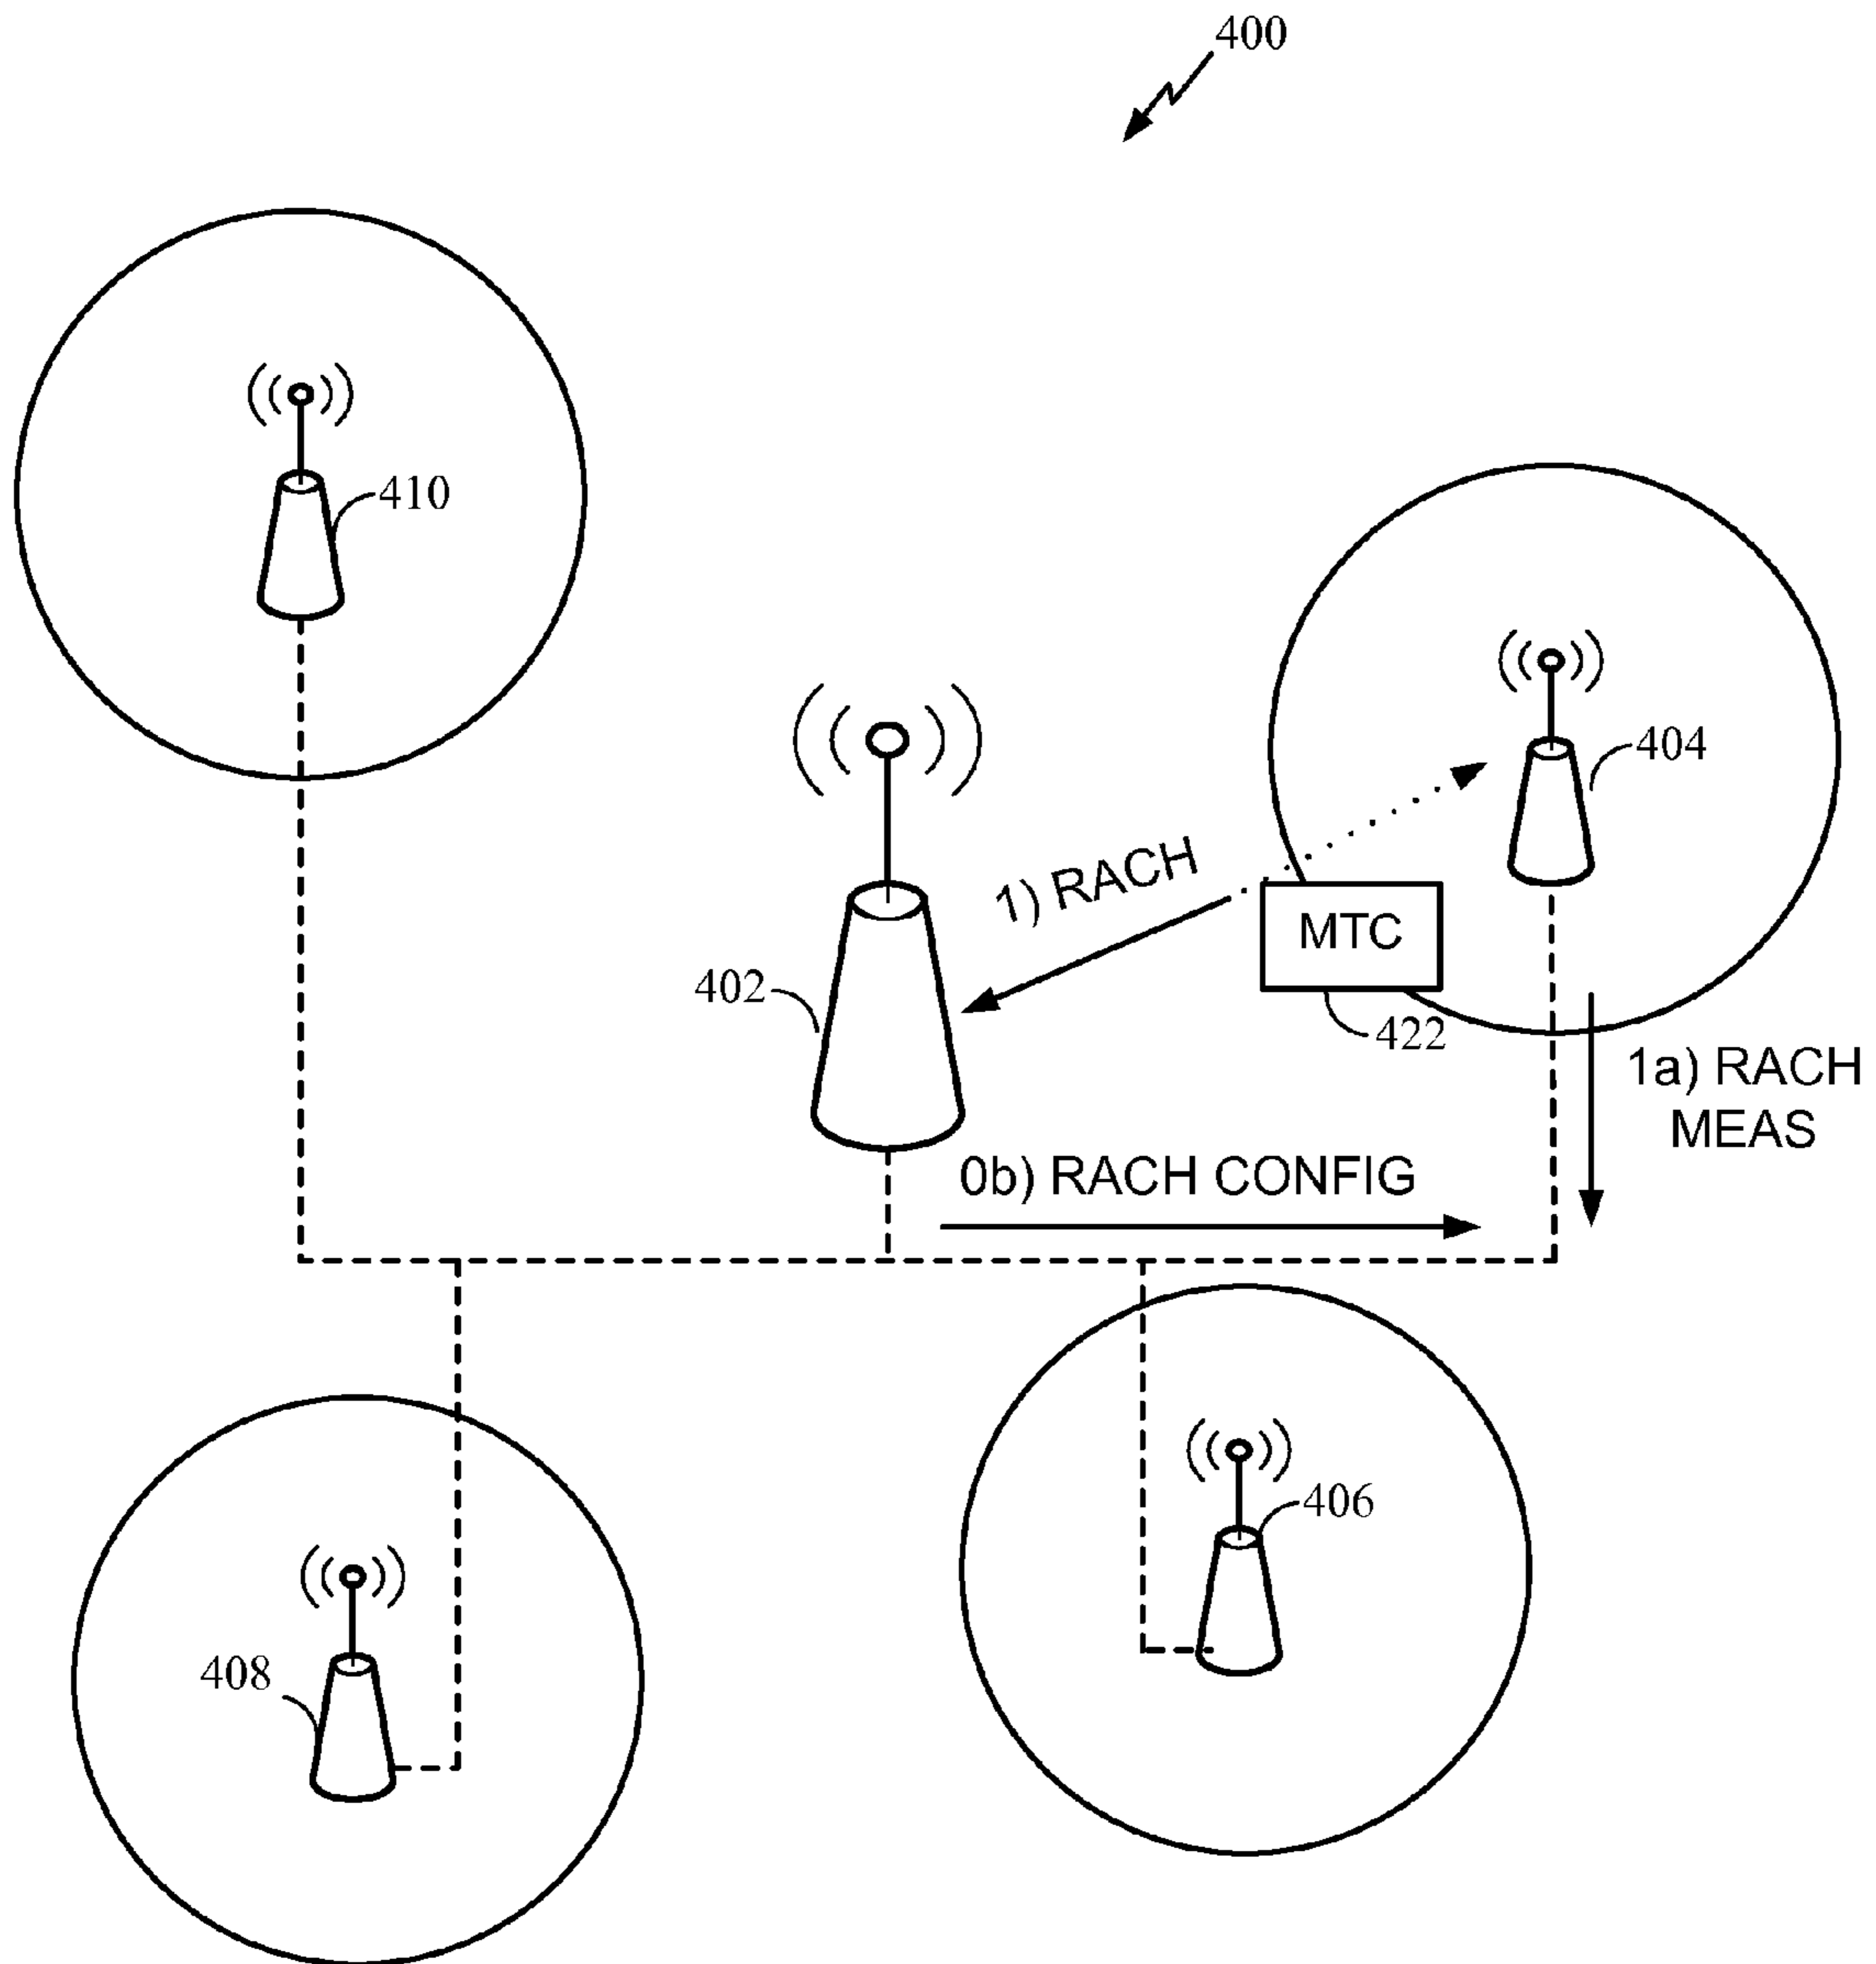 400
410
404
1) RACH
MTC
402
422
1a) RACH
MEAS
0b) RACH CONFIG
406
408